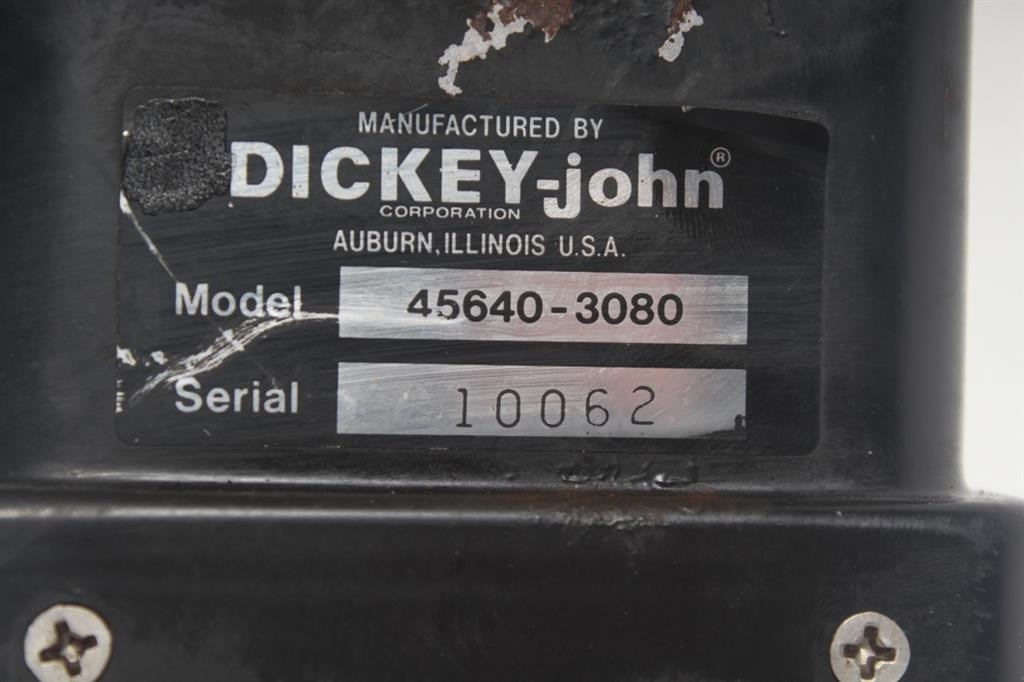 MANUFACTURED BY
DICKEY-john®
CORPORATION
AUBURN, ILLINOIS U.S.A.
Model 45640-3080
Serial 10062